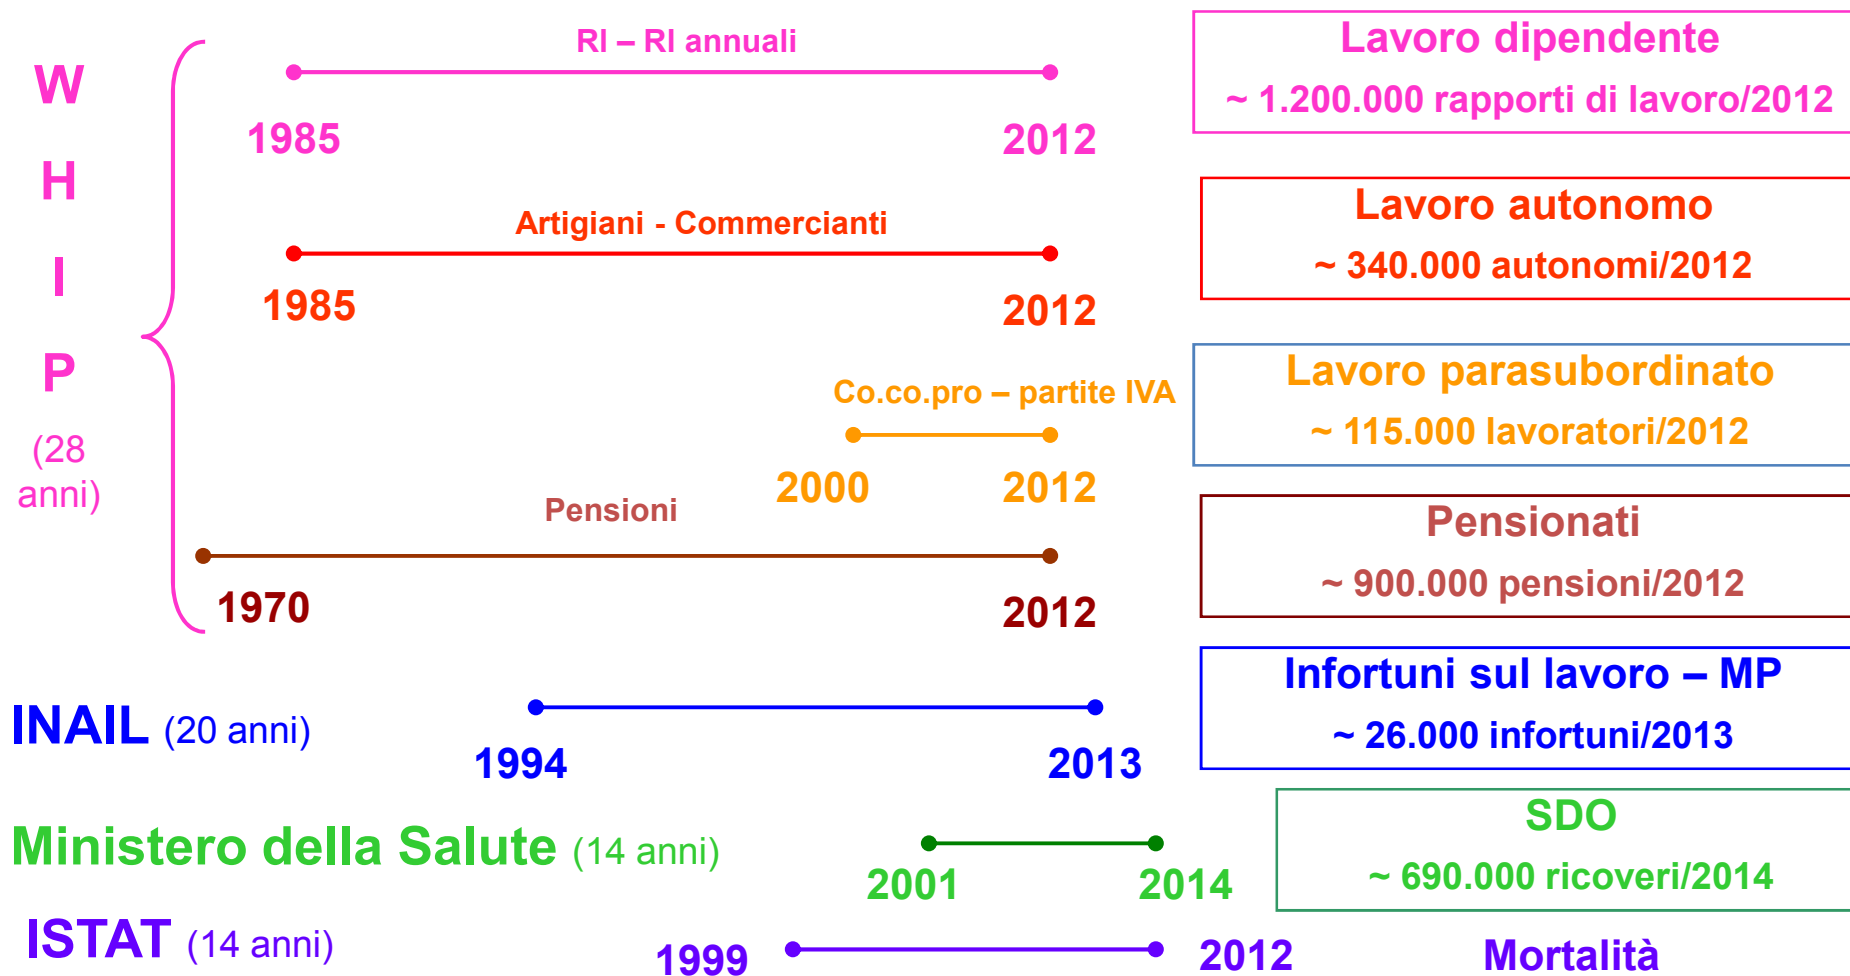 W
H
I
P
(28
anni)
RI – RI annuali
1985
2012
Lavoro dipendente
~ 1.200.000 rapporti di lavoro/2012
Artigiani - Commercianti
1985
2012
Lavoro autonomo
~ 340.000 autonomi/2012
Co.co.pro – partite IVA
2000
2012
Lavoro parasubordinato
~ 115.000 lavoratori/2012
Pensioni
1970
2012
Pensionati
~ 900.000 pensioni/2012
INAIL (20 anni)
1994
2013
Infortuni sul lavoro – MP
~ 26.000 infortuni/2013
Ministero della Salute (14 anni)
2001
2014
SDO
~ 690.000 ricoveri/2014
ISTAT (14 anni)
1999
2012
Mortalità